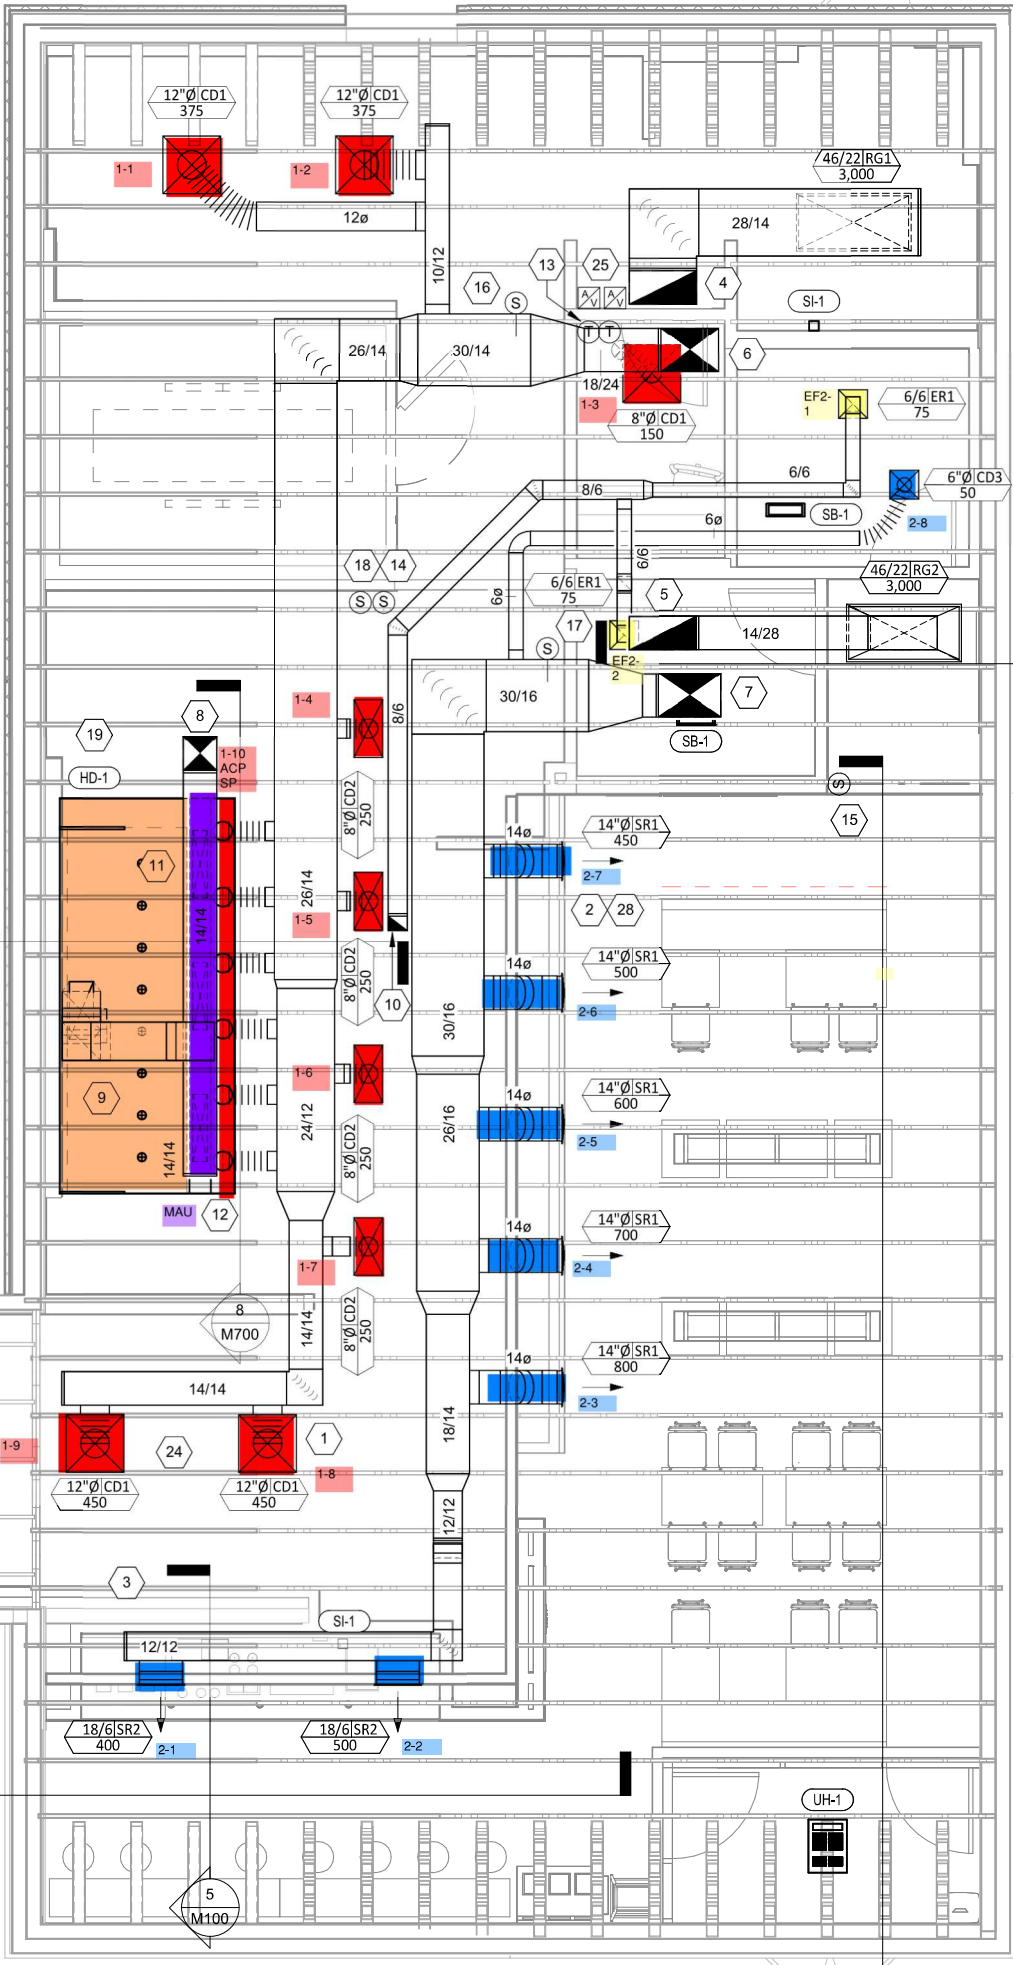 12"Ø CD1
375
12"Ø CD1
375
1-1
1-2
46/22 RG1
3,000
12ø
28/14
10/12
13
25
4
16
A
V
A
V
S
SI-1
T
T
26/14
30/14
6
18/24
1-3
8"Ø CD1
150
EF2-
1
6/6 ER1
75
6/6
8/6
6"Ø CD3
50
SB-1
6ø
2-8
6/6
18
14
46/22 RG2
3,000
6/6 ER1
75
5
6ø
S
S
17
14/28
S
EF2-
2
30/16
7
1-4
8/6
8
19
SB-1
1-10
ACP
SP
HD-1
S
8"Ø CD2
250
14ø
14"Ø SR1
450
15
11
2-7
26/14
1-5
2
28
14/14
8"Ø CD2
250
14ø
14"Ø SR1
500
10
2-6
30/16
1-6
9
24/12
14ø
14"Ø SR1
600
26/16
2-5
8"Ø CD2
250
14/14
MAU
12
14ø
14"Ø SR1
700
1-7
2-4
8
M700
14/14
8"Ø CD2
250
14ø
14"Ø SR1
800
14/14
2-3
18/14
1-9
24
1
1-8
12"Ø CD1
450
12"Ø CD1
450
12/12
3
SI-1
12/12
18/6 SR2
400
2-1
18/6 SR2
500
2-2
UH-1
5
M100